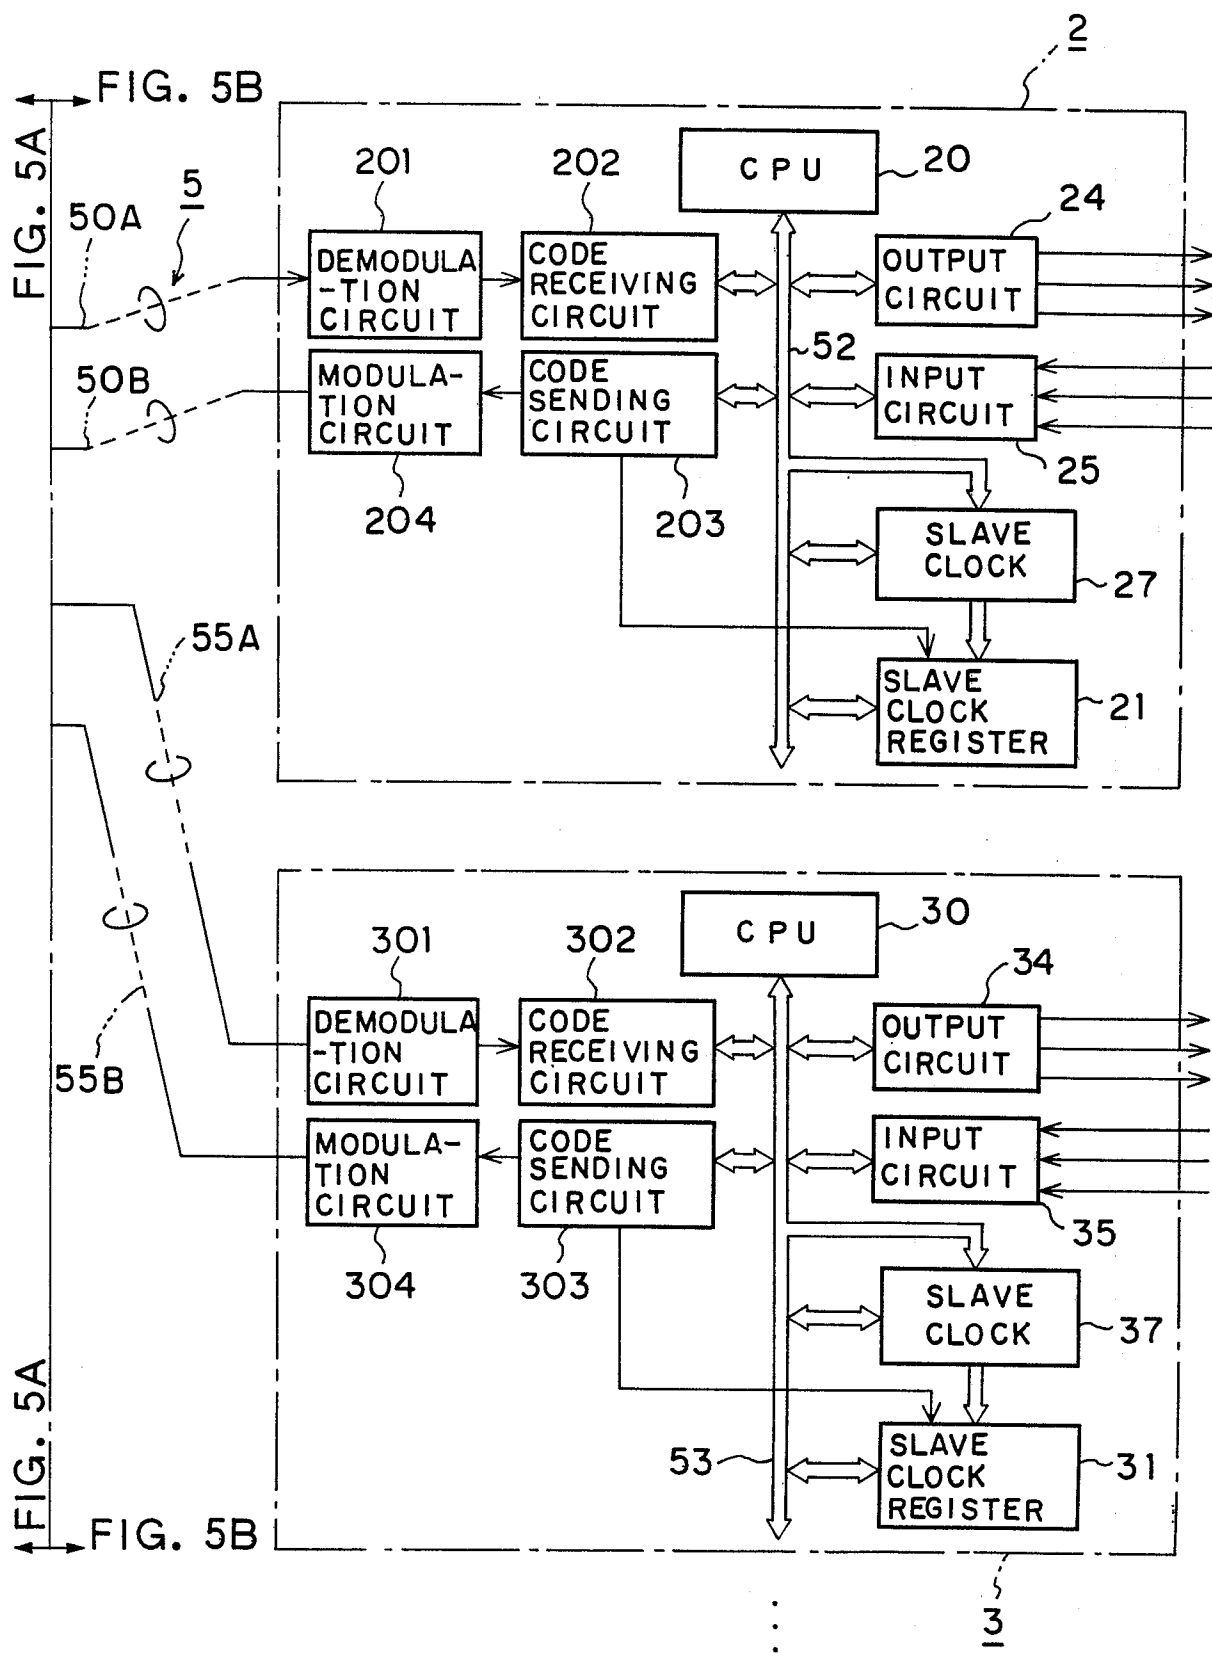 2
FIG. 5B
FIG. 5A
201
202
CPU
20
5
50A
24
DEMODULA
-TION
CIRCUIT
CODE
RECEIVING
CIRCUIT
OUTPUT
CIRCUIT
52
50B
MODULA-
TION
CIRCUIT
CODE
SENDING
CIRCUIT
INPUT
CIRCUIT
25
204
203
SLAVE
CLOCK
27
55A
SLAVE
CLOCK
REGISTER
21
CPU
30
301
302
34
DEMODULA
-TION
CIRCUIT
CODE
RECEIVING
CIRCUIT
OUTPUT
CIRCUIT
55B
MODULA-
TION
CIRCUIT
CODE
SENDING
CIRCUIT
INPUT
CIRCUIT
35
304
303
SLAVE
CLOCK
37
53
SLAVE
CLOCK
REGISTER
31
FIG. 5A
FIG. 5B
3